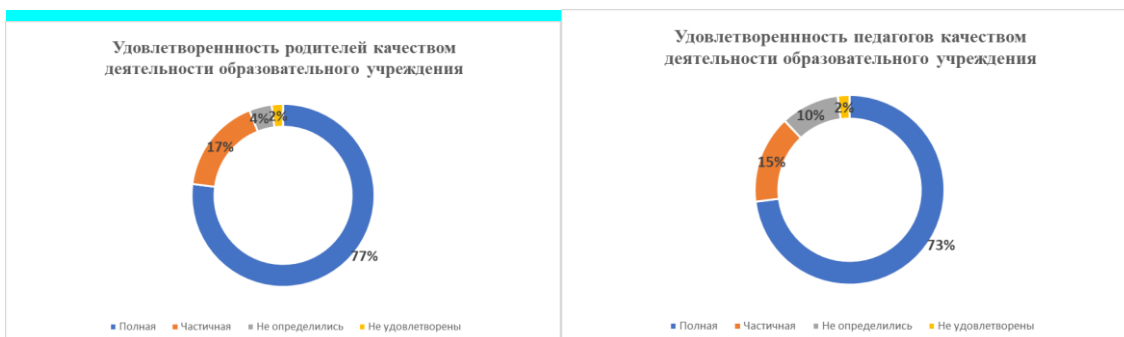 Удовлетвореннность родителей качеством
деятельности образовательного учреждения
4%
2%
17%
77%
Полная Частичная Не определились Не удовлетворены
Удовлетвореннность педагогов качеством
деятельности образовательного учреждения
10%
2%
15%
73%
Полная Частичная Не определились Не удовлетворены